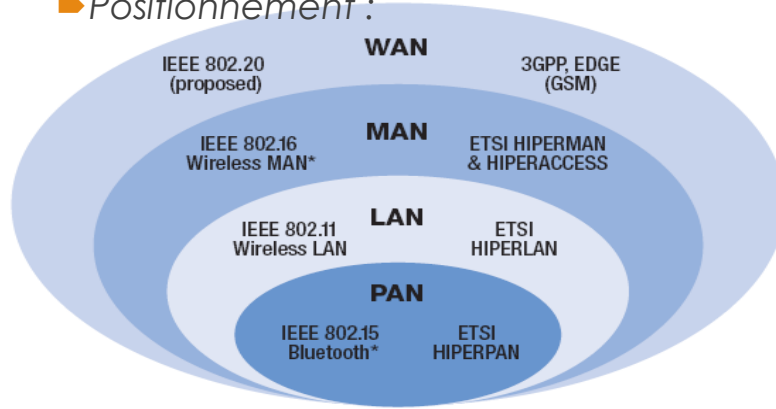 Positionnement :
WAN
IEEE 802.20
(proposed)
3GPP, EDGE
(GSM)
MAN
IEEE 802.16
Wireless MAN*
ETSI HIPERMAN
& HIPERACCESS
LAN
IEEE 802.11
Wireless LAN
ETSI
HIPERLAN
PAN
IEEE 802.15
Bluetooth*
ETSI
HIPERPAN